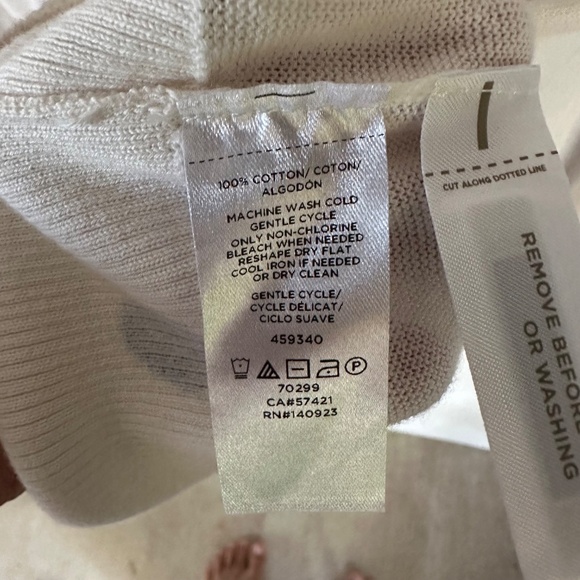 100% COTTON/ COTON/
ALGODÓN
MACHINE WASH COLD
GENTLE CYCLE
ONLY NON-CHLORINE
BLEACH WHEN NEEDED
RESHAPE DRY FLAT
COOL IRON IF NEEDED
OR DRY CLEAN
GENTLE CYCLE/
CYCLE DÉLICAT/
CICLO SUAVE
459340
P
70299
CA#57421
RN#140923
CUT ALONG DOTTED LINE
REMOVE BEFORE
OR WASHING